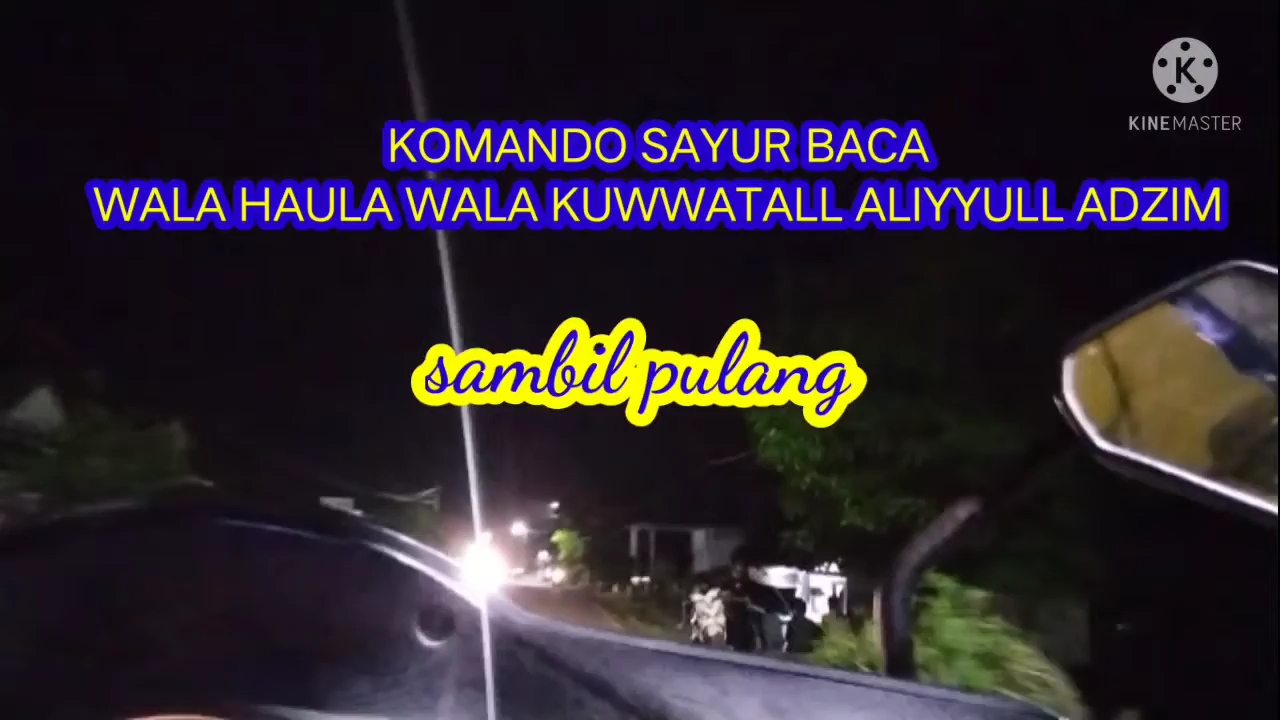 KINEMASTER
KOMANDO SAYUR BACA
WALA HAULA WALA KUWWATALL ALIYYULL ADZIM
sambil pulang